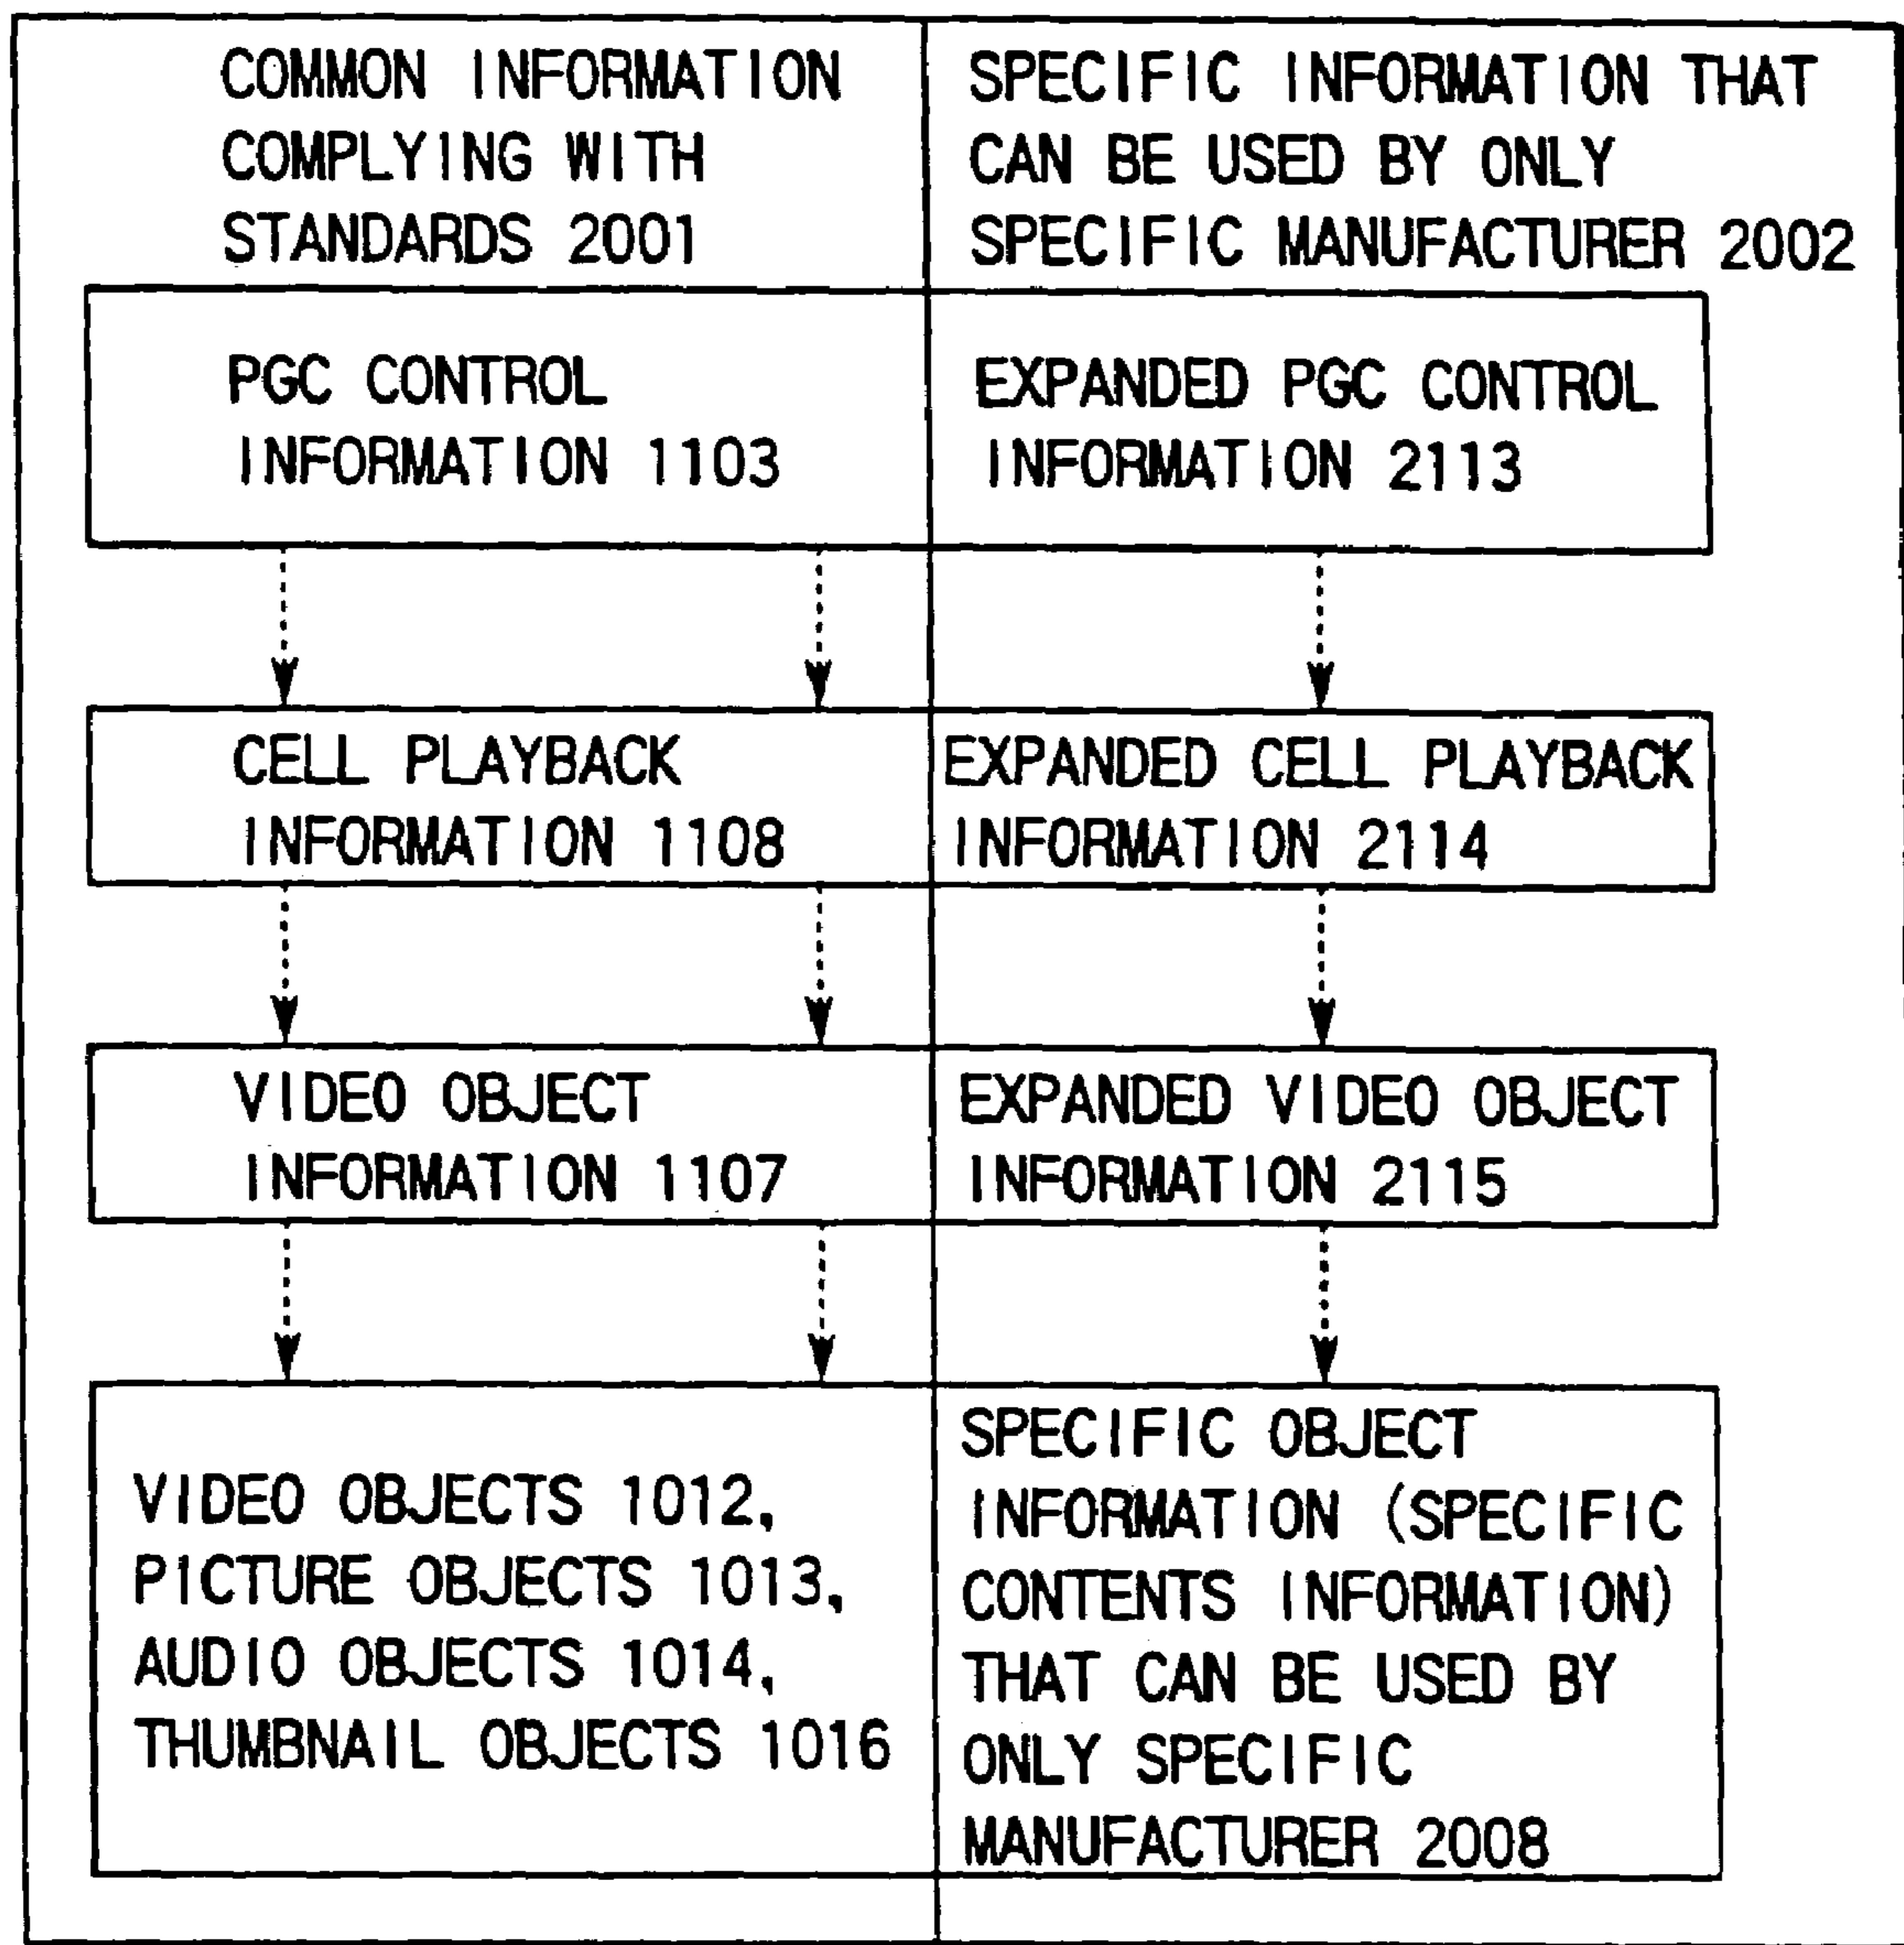 COMMON INFORMATION
COMPLYING WITH
STANDARDS 2001
SPECIFIC INFORMATION THAT
CAN BE USED BY ONLY
SPECIFIC MANUFACTURER 2002
PGC CONTROL
INFORMATION 1103
EXPANDED PGC CONTROL
INFORMATION 2113
CELL PLAYBACK
INFORMATION 1108
EXPANDED CELL PLAYBACK
INFORMATION 2114
VIDEO OBJECT
INFORMATION 1107
EXPANDED VIDEO OBJECT
INFORMATION 2115
VIDEO OBJECTS 1012,
PICTURE OBJECTS 1013,
AUDIO OBJECTS 1014,
THUMBNAIL OBJECTS 1016
SPECIFIC OBJECT
INFORMATION (SPECIFIC
CONTENTS INFORMATION)
THAT CAN BE USED BY
ONLY SPECIFIC
MANUFACTURER 2008